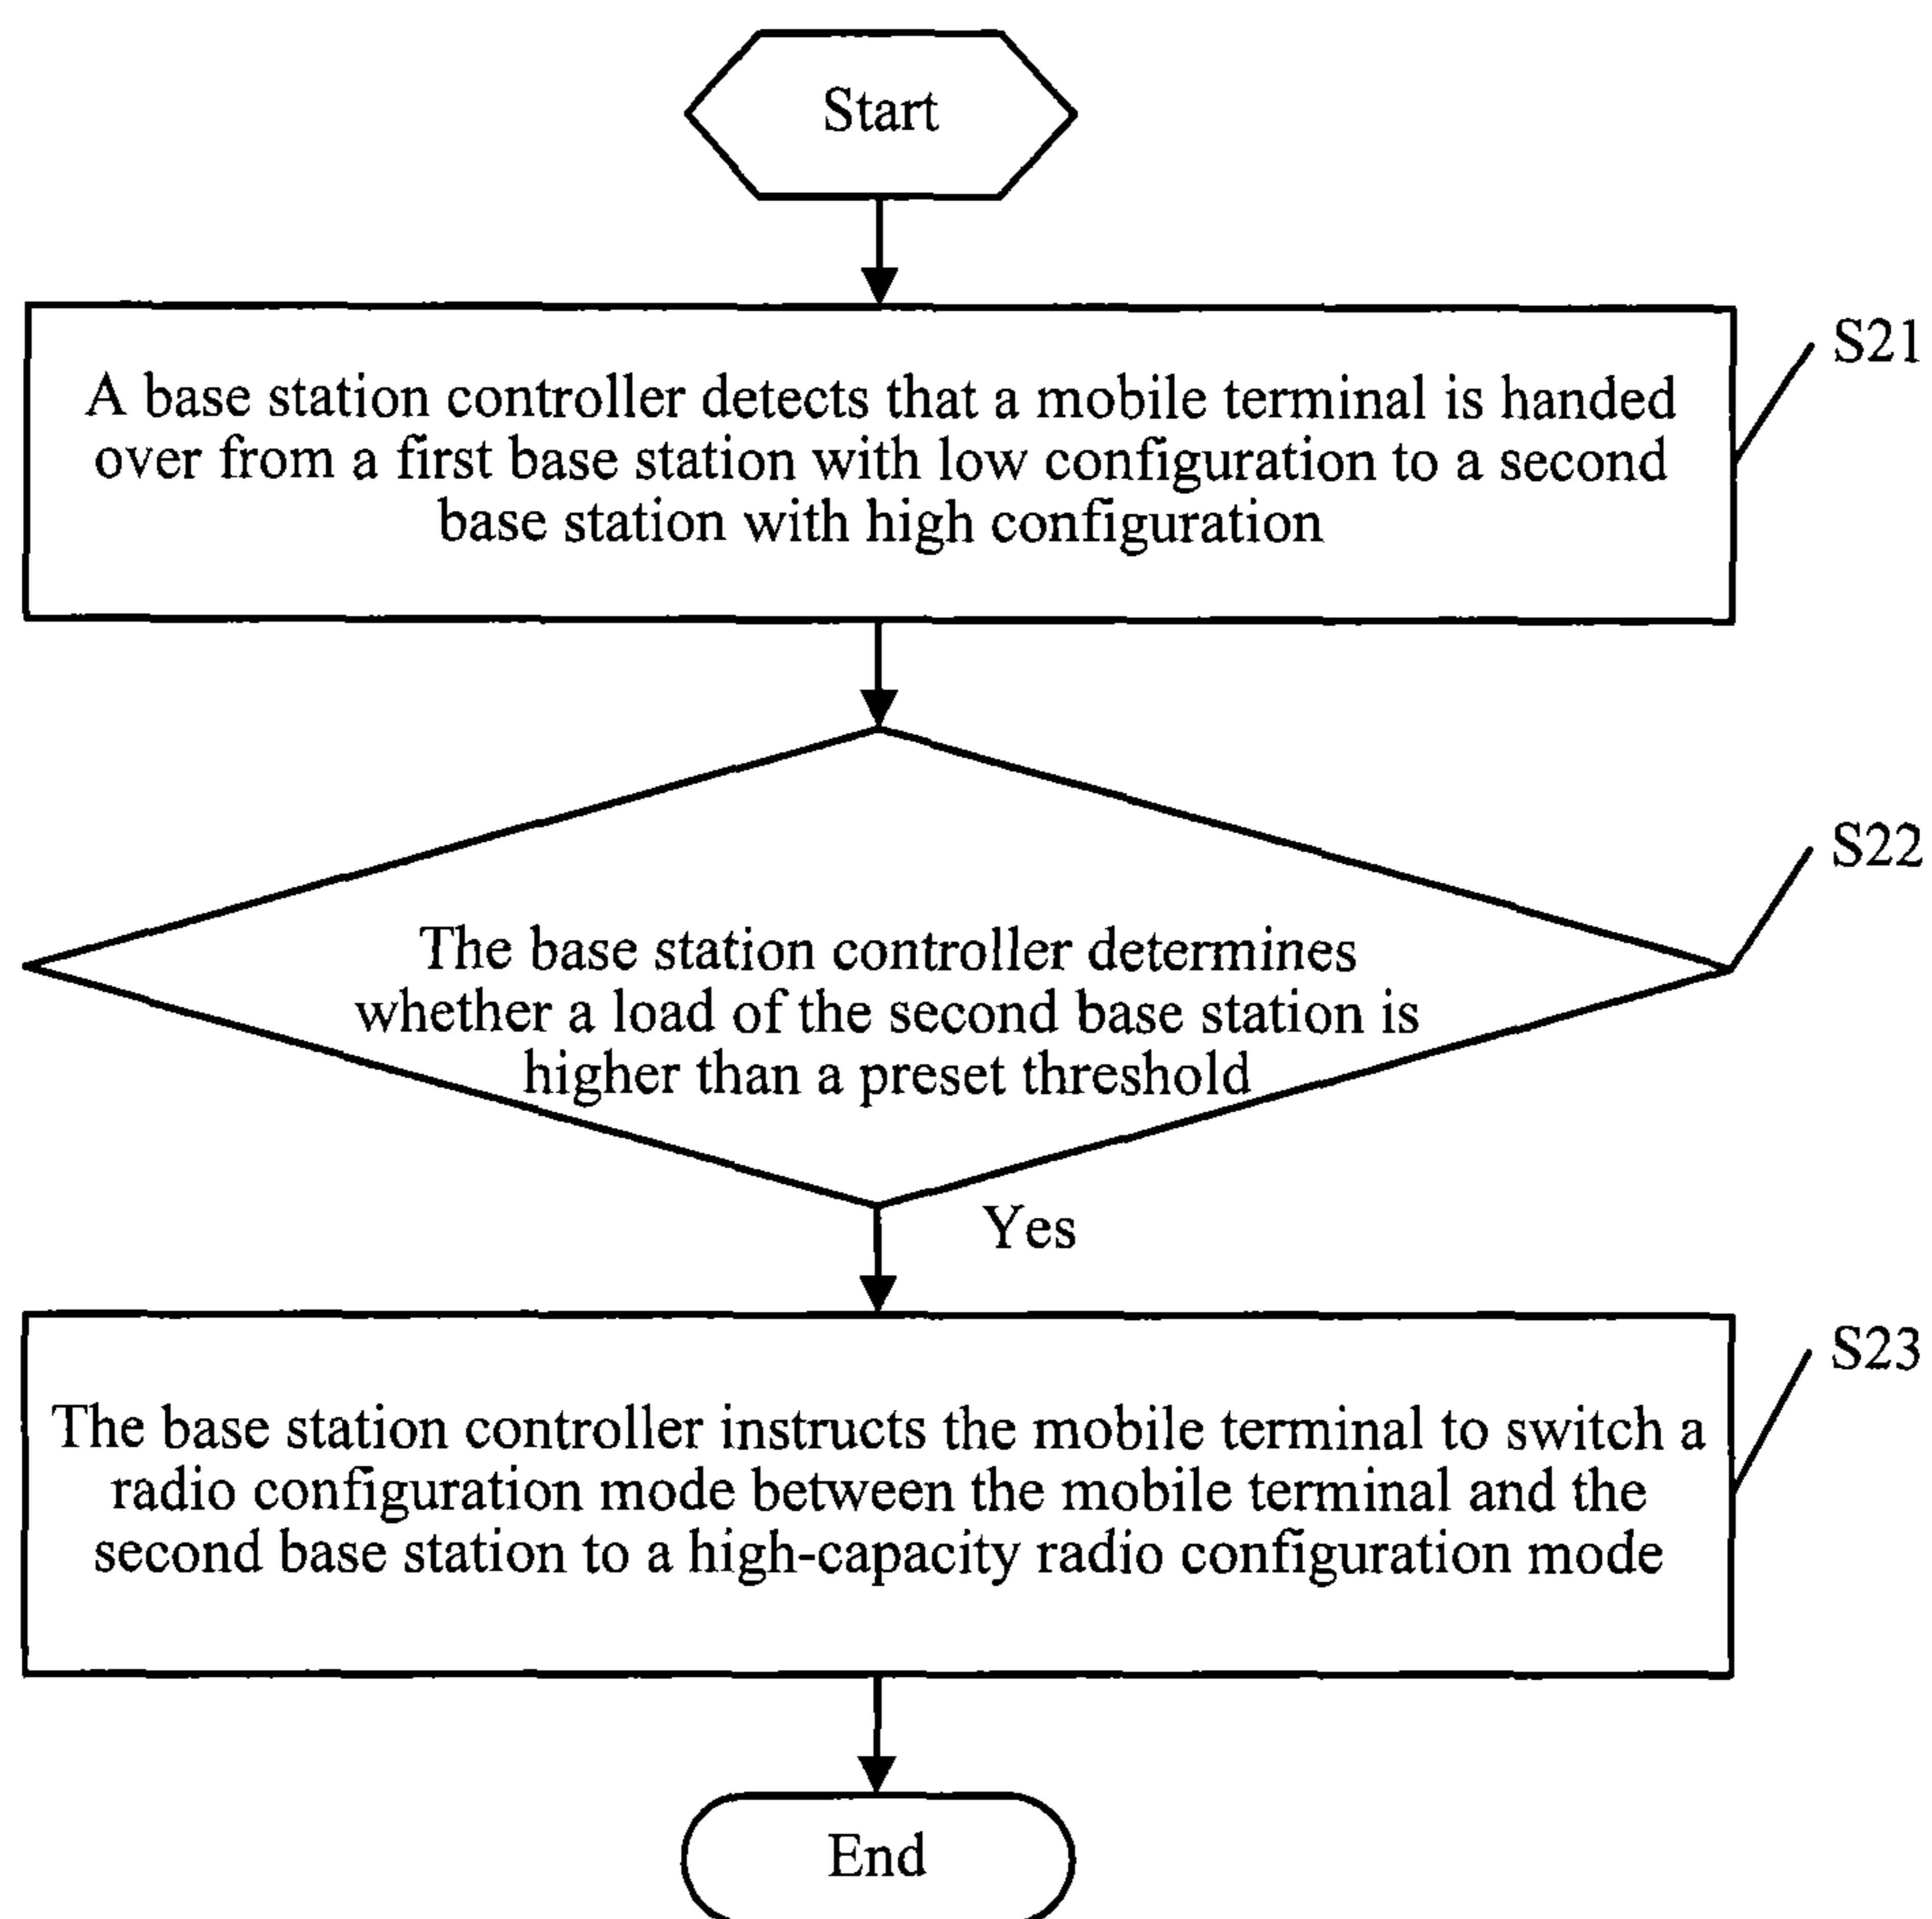 Start
S21
A base station controller detects that a mobile terminal is handed
over from a first base station with low configuration to a second
base station with high configuration
S22
The base station controller determines
whether a load of the second base station is
higher than a preset threshold
Yes
S23
The base station controller instructs the mobile terminal to switch a
radio configuration mode between the mobile terminal and the
second base station to a high-capacity radio configuration mode
End